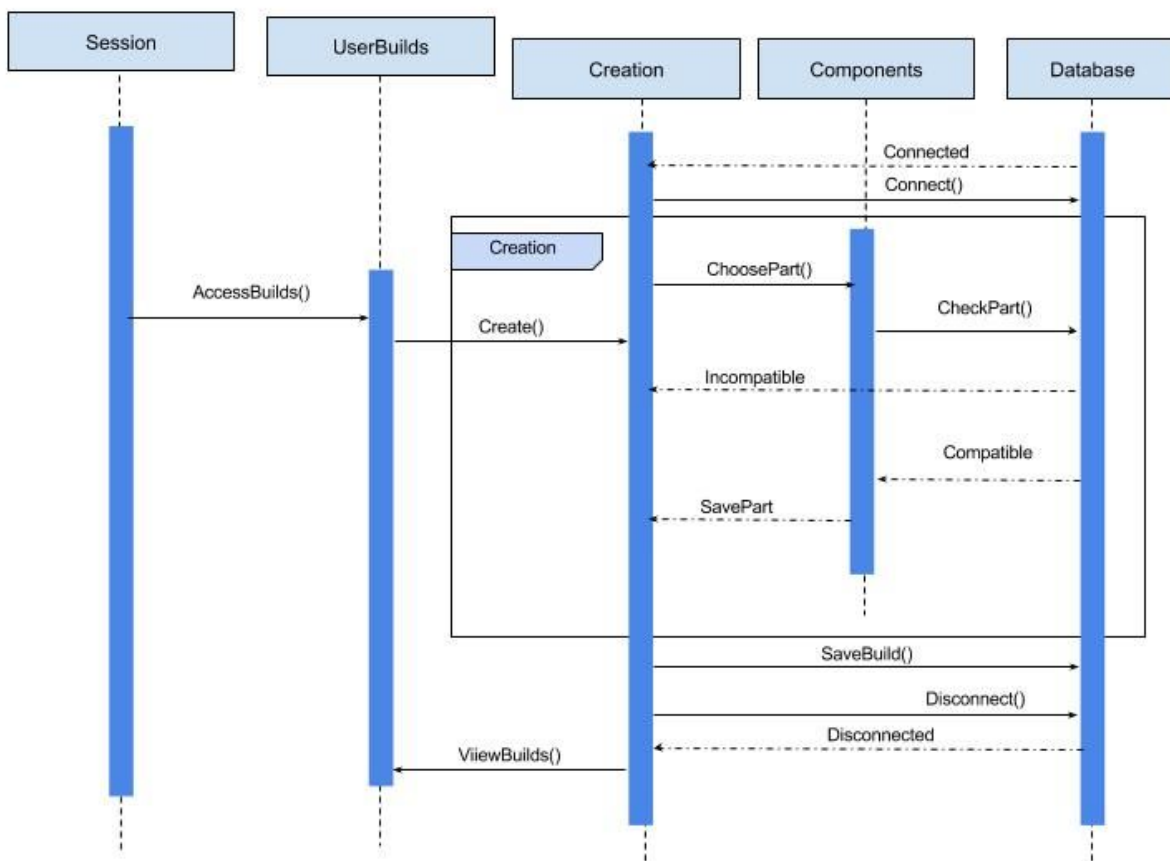 Session
UserBuilds
Creation
Components
Database
Connected
Connect()
Creation
ChoosePart()
AccessBuilds()
CheckPart()
Create()
Incompatible
Compatible
SavePart
SaveBuild()
Disconnect()
Disconnected
ViiewBuilds()